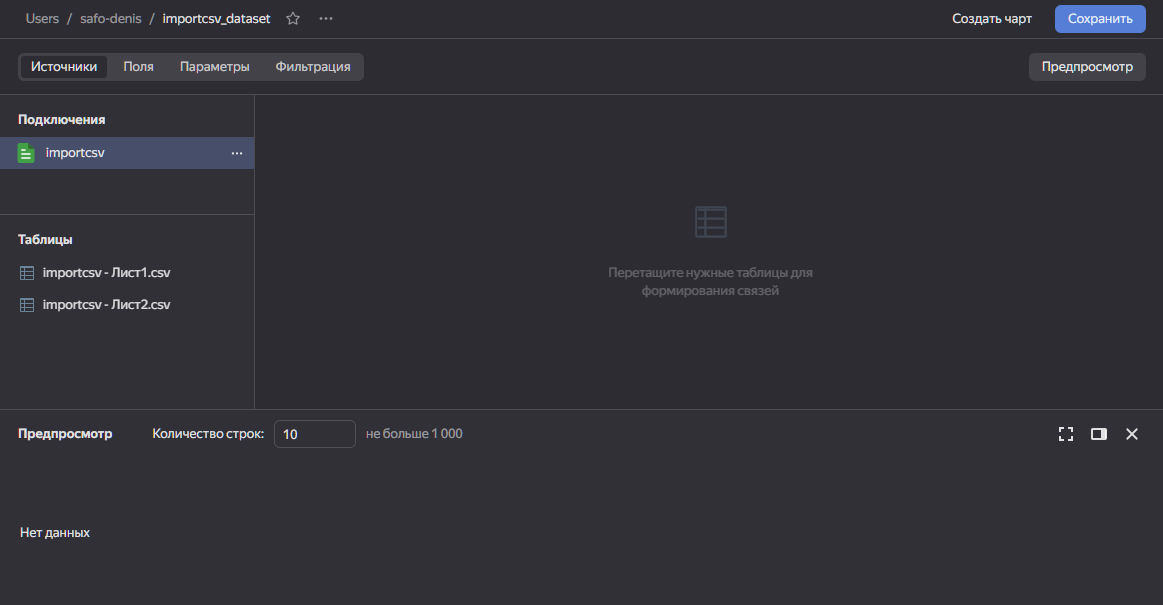 Users / safo-denis / importcsv_dataset
Создать чарт
Сохранить
Источники Поля Параметры Фильтрация
Предпросмотр
Подключения
importcsv
Таблицы
importcsv - Лист1.csv
importcsv - Лист2.csv
Перетащите нужные таблицы для
формирования связей
Предпросмотр Количество строк: 10 не больше 1 000
Нет данных